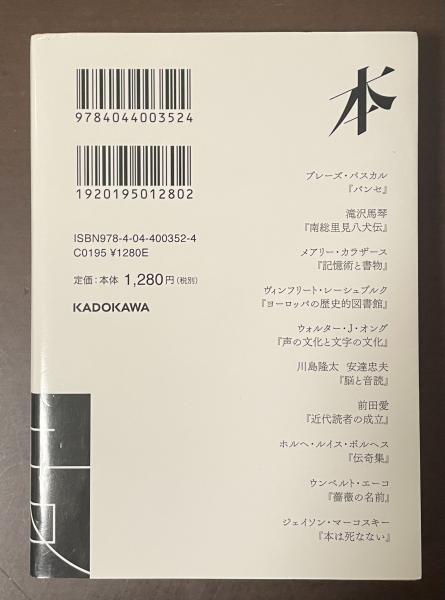 9784044003524
1920195012802
ISBN978-4-04-400352-4
C0195 ¥1280E
定価：本体 1,280円（税別）
KADOKAWA
本
ブレーズ・パスカル
『パンセ』
滝沢馬琴
『南総里見八犬伝』
メアリー・カラザース
『記憶術と書物』
ヴィンフリート・レーシュブルク
『ヨーロッパの歴史的図書館』
ウォルター・J・オング
『声の文化と文字の文化』
川島隆太　安達忠夫
『脳と音読』
前田愛
『近代読者の成立』
ホルヘ・ルイス・ボルヘス
『伝奇集』
ウンベルト・エーコ
『薔薇の名前』
ジェイソン・マーコスキー
『本は死なない』